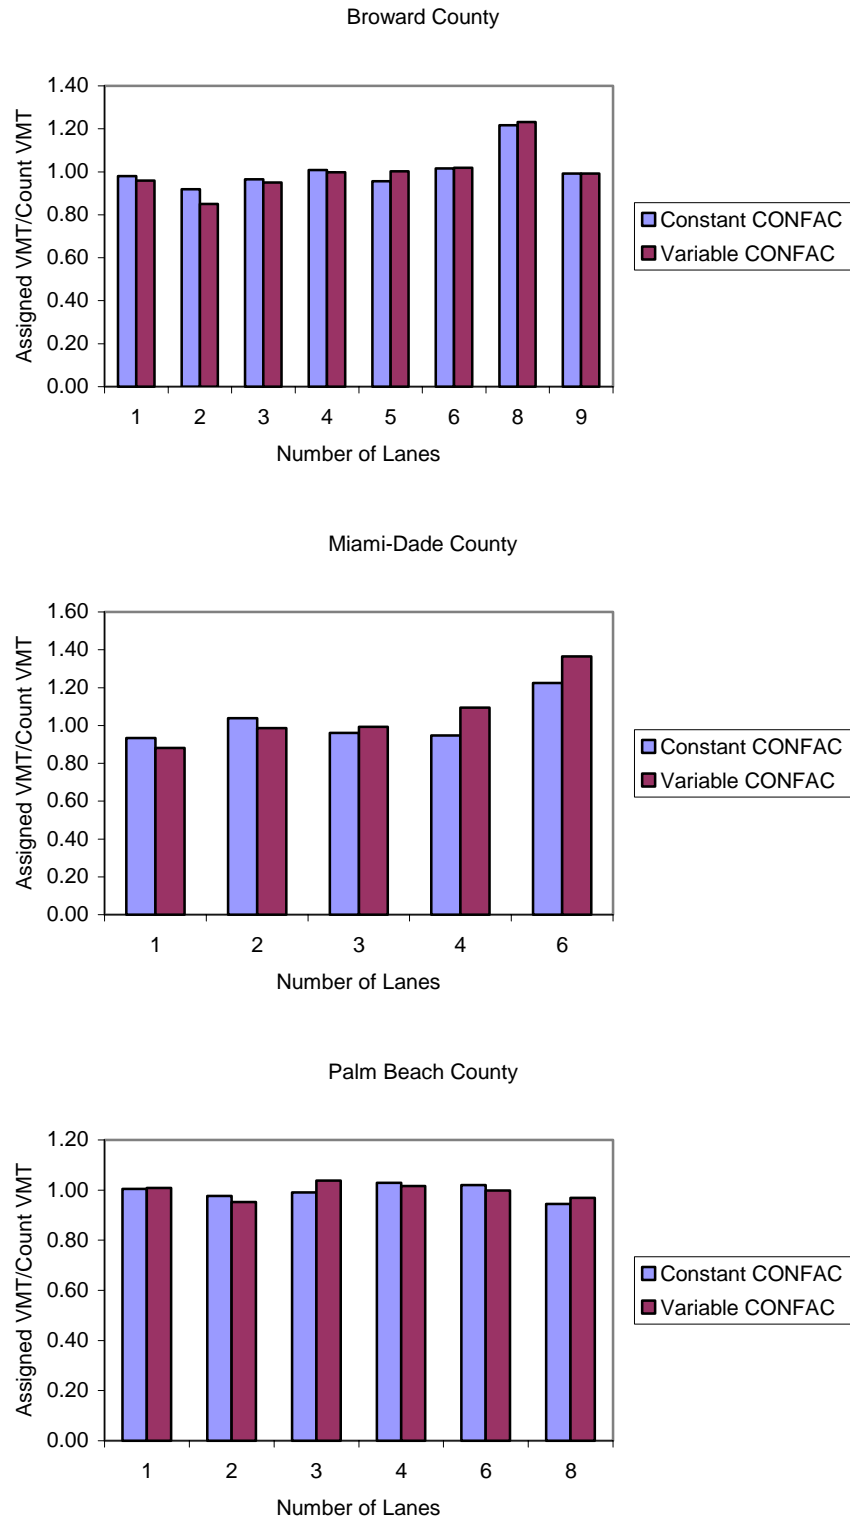 Broward County
1.40
1.20
1.00
0.80
0.60
0.40
0.20
0.00
Assigned VMT/Count VMT
1 2 3 4 5 6 8 9
Number of Lanes
Constant CONFAC
Variable CONFAC
Miami-Dade County
1.60
1.40
1.20
1.00
0.80
0.60
0.40
0.20
0.00
Assigned VMT/Count VMT
1 2 3 4 6
Number of Lanes
Constant CONFAC
Variable CONFAC
Palm Beach County
1.20
1.00
0.80
0.60
0.40
0.20
0.00
Assigned VMT/Count VMT
1 2 3 4 6 8
Number of Lanes
Constant CONFAC
Variable CONFAC